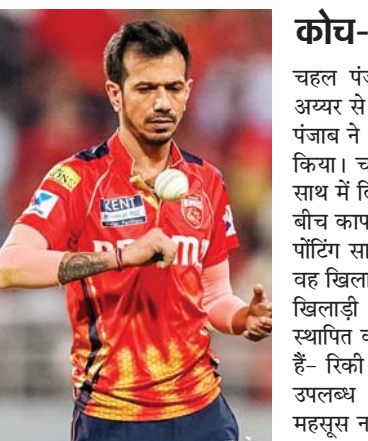 कोच-
चहल पंज
अय्यर से
पंजाब ने
किया। च
साथ में दि
बीच काप
पोंटिंग सा
वह खिला
खिलाड़ी
स्थापित क
हैं- रिकी
उपलब्ध
महसूस न
KENT